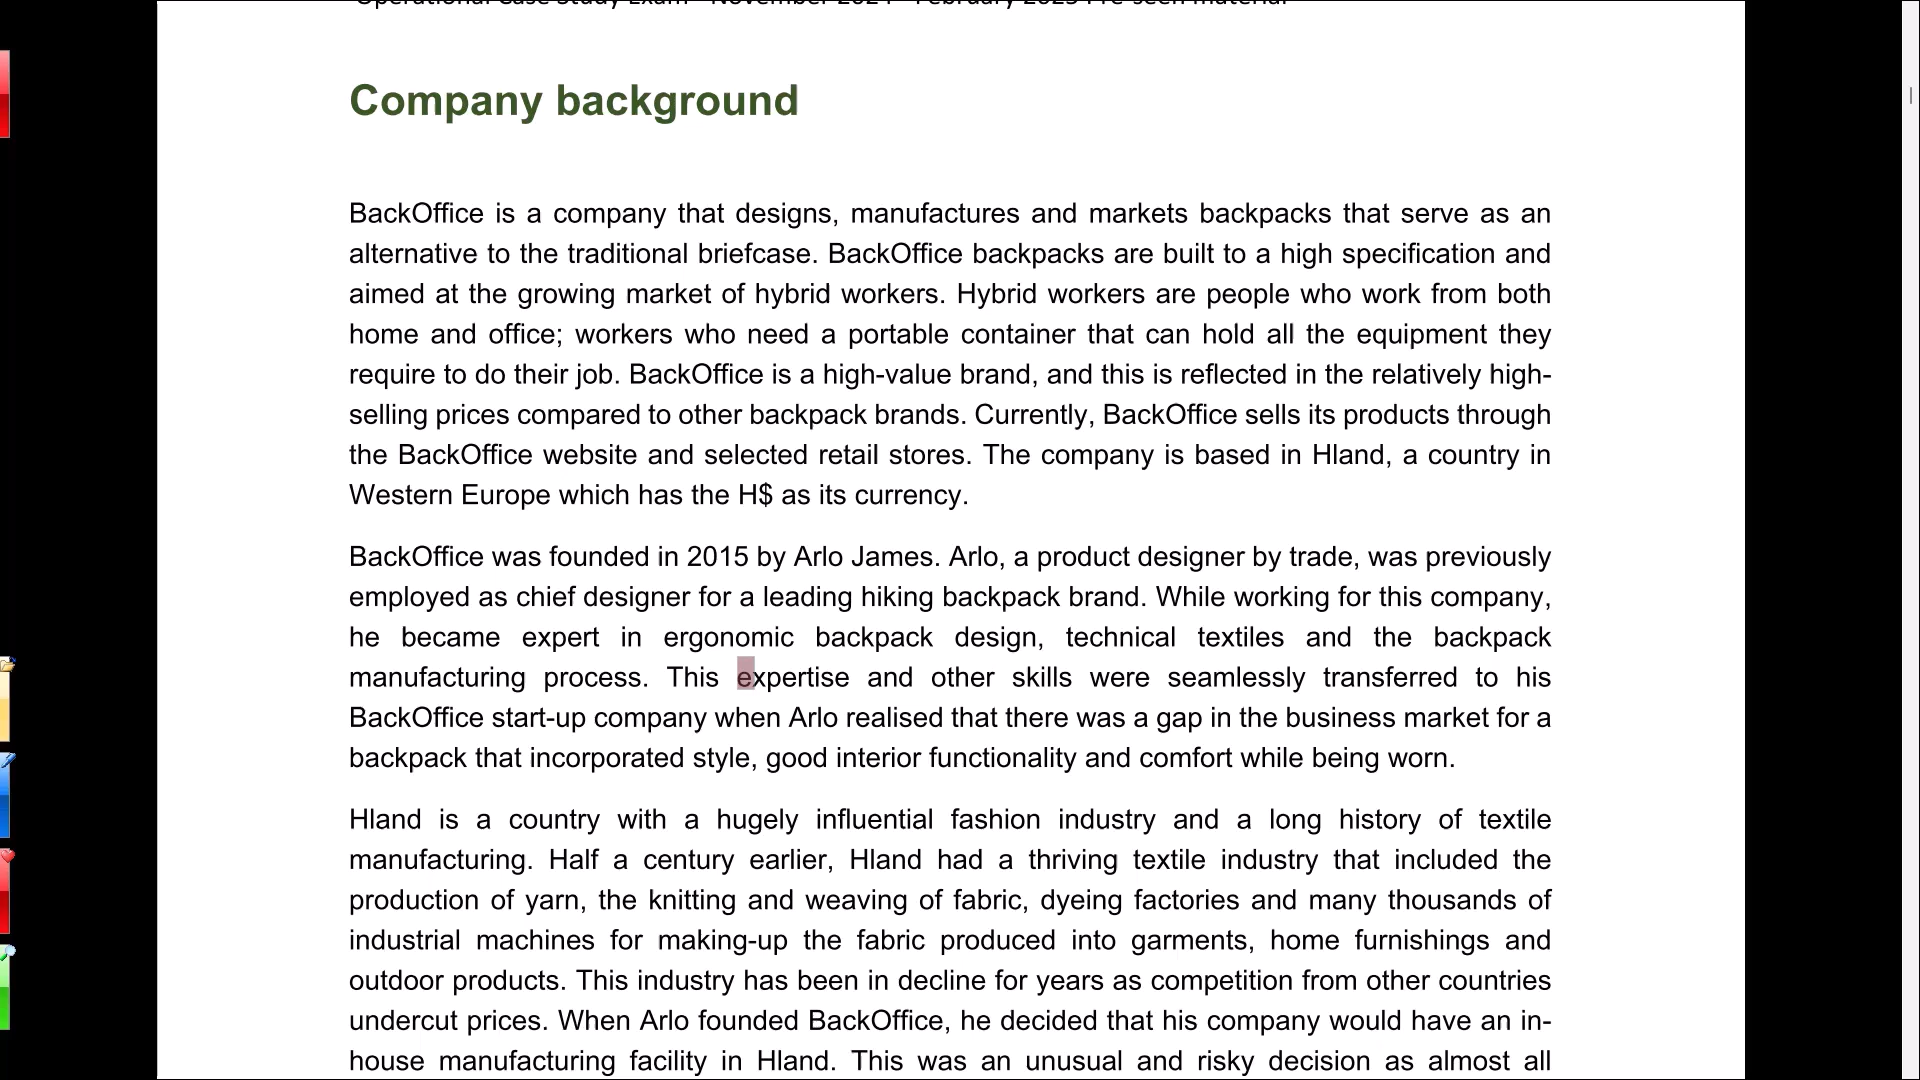 Operational Case Study Exam - November 2024 - February 2025 Pre-seen material
Company background
BackOffice is a company that designs, manufactures and markets backpacks that serve as an
alternative to the traditional briefcase. BackOffice backpacks are built to a high specification and
aimed at the growing market of hybrid workers. Hybrid workers are people who work from both
home and office; workers who need a portable container that can hold all the equipment they
require to do their job. BackOffice is a high-value brand, and this is reflected in the relatively high-
selling prices compared to other backpack brands. Currently, BackOffice sells its products through
the BackOffice website and selected retail stores. The company is based in Hland, a country in
Western Europe which has the H$ as its currency.
BackOffice was founded in 2015 by Arlo James. Arlo, a product designer by trade, was previously
employed as chief designer for a leading hiking backpack brand. While working for this company,
he became expert in ergonomic backpack design, technical textiles and the backpack
manufacturing process. This expertise and other skills were seamlessly transferred to his
BackOffice start-up company when Arlo realised that there was a gap in the business market for a
backpack that incorporated style, good interior functionality and comfort while being worn.
Hland is a country with a hugely influential fashion industry and a long history of textile
manufacturing. Half a century earlier, Hland had a thriving textile industry that included the
production of yarn, the knitting and weaving of fabric, dyeing factories and many thousands of
industrial machines for making-up the fabric produced into garments, home furnishings and
outdoor products. This industry has been in decline for years as competition from other countries
undercut prices. When Arlo founded BackOffice, he decided that his company would have an in-
house manufacturing facility in Hland. This was an unusual and risky decision as almost all